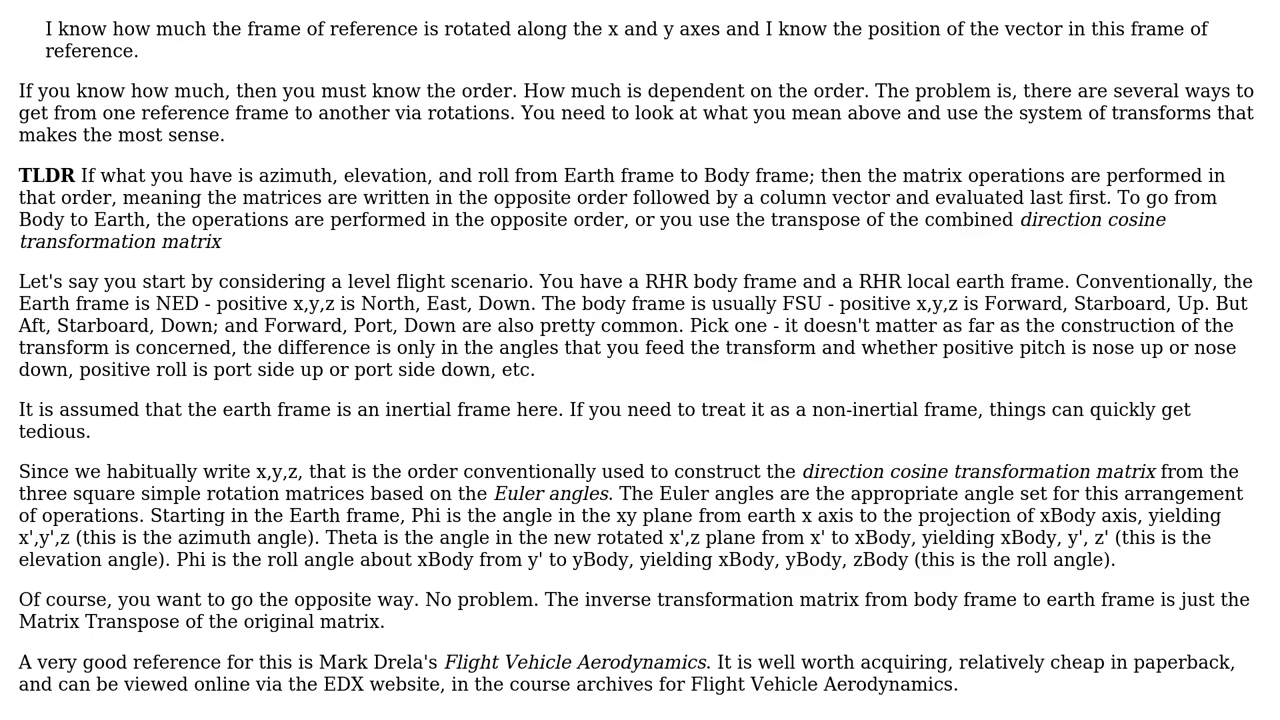 I know how much the frame of reference is rotated along the x and y axes and I know the position of the vector in this frame of
reference.
If you know how much, then you must know the order. How much is dependent on the order. The problem is, there are several ways to
get from one reference frame to another via rotations. You need to look at what you mean above and use the system of transforms that
makes the most sense.
TLDR If what you have is azimuth, elevation, and roll from Earth frame to Body frame; then the matrix operations are performed in
that order, meaning the matrices are written in the opposite order followed by a column vector and evaluated last first. To go from
Body to Earth, the operations are performed in the opposite order, or you use the transpose of the combined direction cosine
transformation matrix
Let's say you start by considering a level flight scenario. You have a RHR body frame and a RHR local earth frame. Conventionally, the
Earth frame is NED - positive x,y,z is North, East, Down. The body frame is usually FSU - positive x,y,z is Forward, Starboard, Up. But
Aft, Starboard, Down; and Forward, Port, Down are also pretty common. Pick one - it doesn't matter as far as the construction of the
transform is concerned, the difference is only in the angles that you feed the transform and whether positive pitch is nose up or nose
down, positive roll is port side up or port side down, etc.
It is assumed that the earth frame is an inertial frame here. If you need to treat it as a non-inertial frame, things can quickly get
tedious.
Since we habitually write x,y,z, that is the order conventionally used to construct the direction cosine transformation matrix from the
three square simple rotation matrices based on the Euler angles. The Euler angles are the appropriate angle set for this arrangement
of operations. Starting in the Earth frame, Phi is the angle in the xy plane from earth x axis to the projection of xBody axis, yielding
x',y',z (this is the azimuth angle). Theta is the angle in the new rotated x',z plane from x' to xBody, yielding xBody, y', z' (this is the
elevation angle). Phi is the roll angle about xBody from y' to yBody, yielding xBody, yBody, zBody (this is the roll angle).
Of course, you want to go the opposite way. No problem. The inverse transformation matrix from body frame to earth frame is just the
Matrix Transpose of the original matrix.
A very good reference for this is Mark Drela's Flight Vehicle Aerodynamics. It is well worth acquiring, relatively cheap in paperback,
and can be viewed online via the EDX website, in the course archives for Flight Vehicle Aerodynamics.